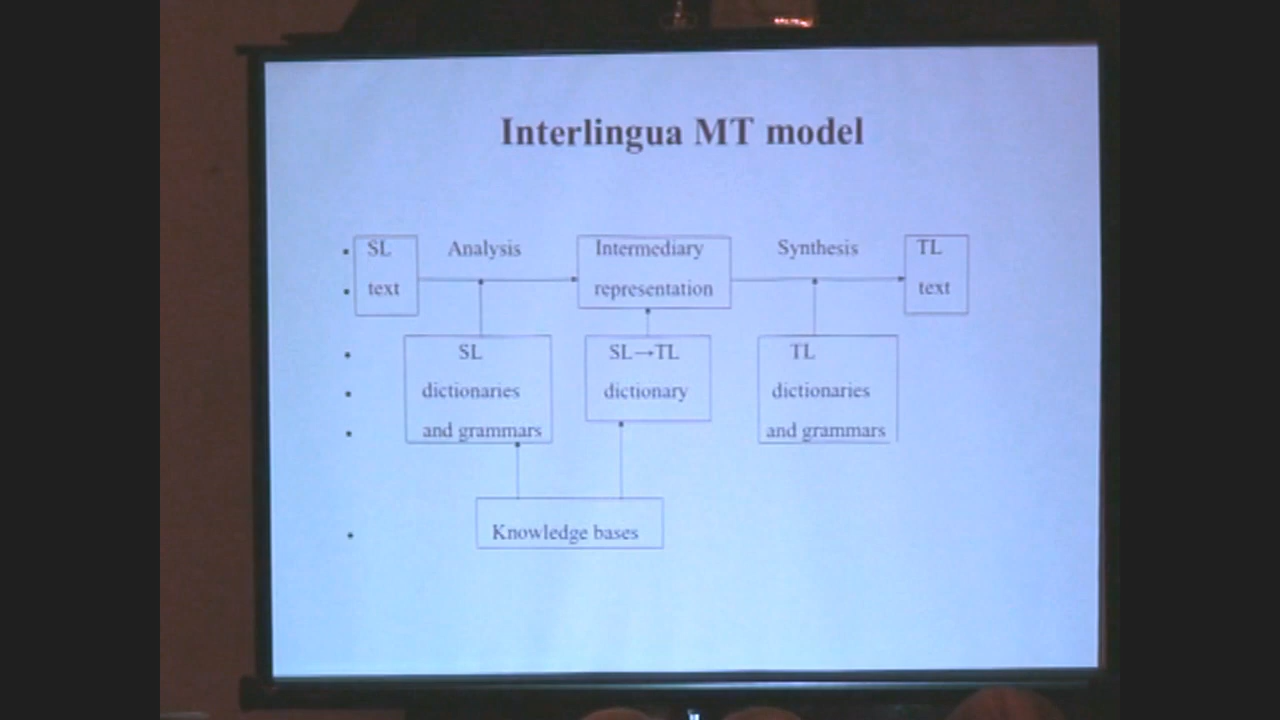 Interlingua MT model
• SL Analysis Intermediary Synthesis TL
• text representation text
• SL SL→TL TL
• dictionaries dictionary dictionaries
• and grammars and grammars
• Knowledge bases